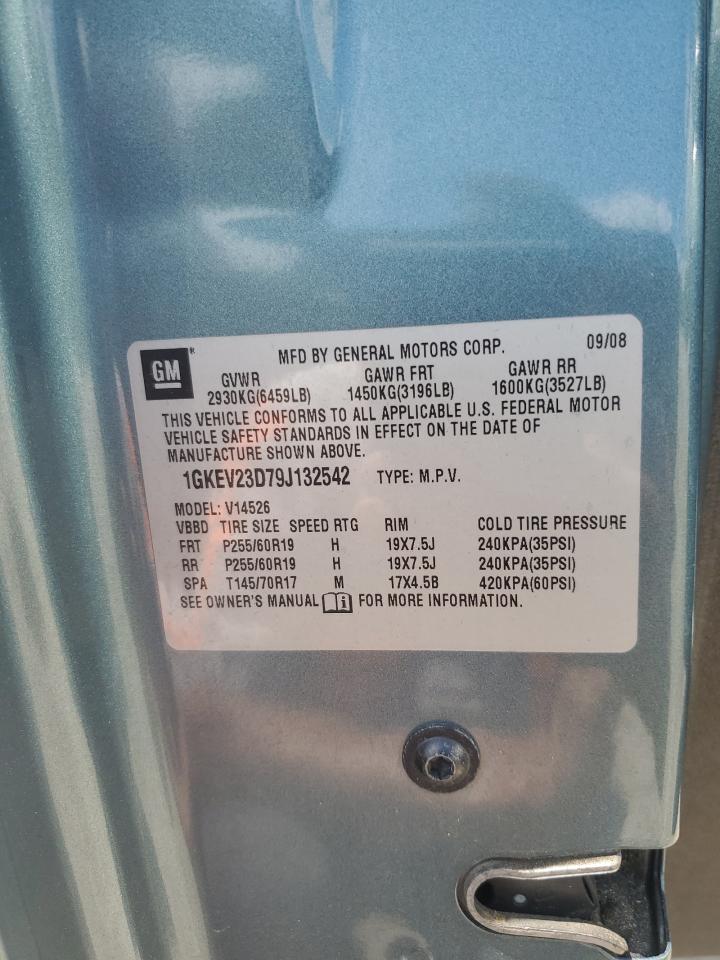 GM
MFD BY GENERAL MOTORS CORP. 09/08
GVWR GAWR FRT GAWR RR
2930KG(6459LB) 1450KG(3196LB) 1600KG(3527LB)
THIS VEHICLE CONFORMS TO ALL APPLICABLE U.S. FEDERAL MOTOR
VEHICLE SAFETY STANDARDS IN EFFECT ON THE DATE OF
MANUFACTURE SHOWN ABOVE.
1GKEV23D79J132542 TYPE: M.P.V.
MODEL: V14526
VBBD TIRE SIZE SPEED RTG RIM COLD TIRE PRESSURE
FRT P255/60R19 H 19X7.5J 240KPA(35PSI)
RR P255/60R19 H 19X7.5J 240KPA(35PSI)
SPA T145/70R17 M 17X4.5B 420KPA(60PSI)
SEE OWNER'S MANUAL i FOR MORE INFORMATION.